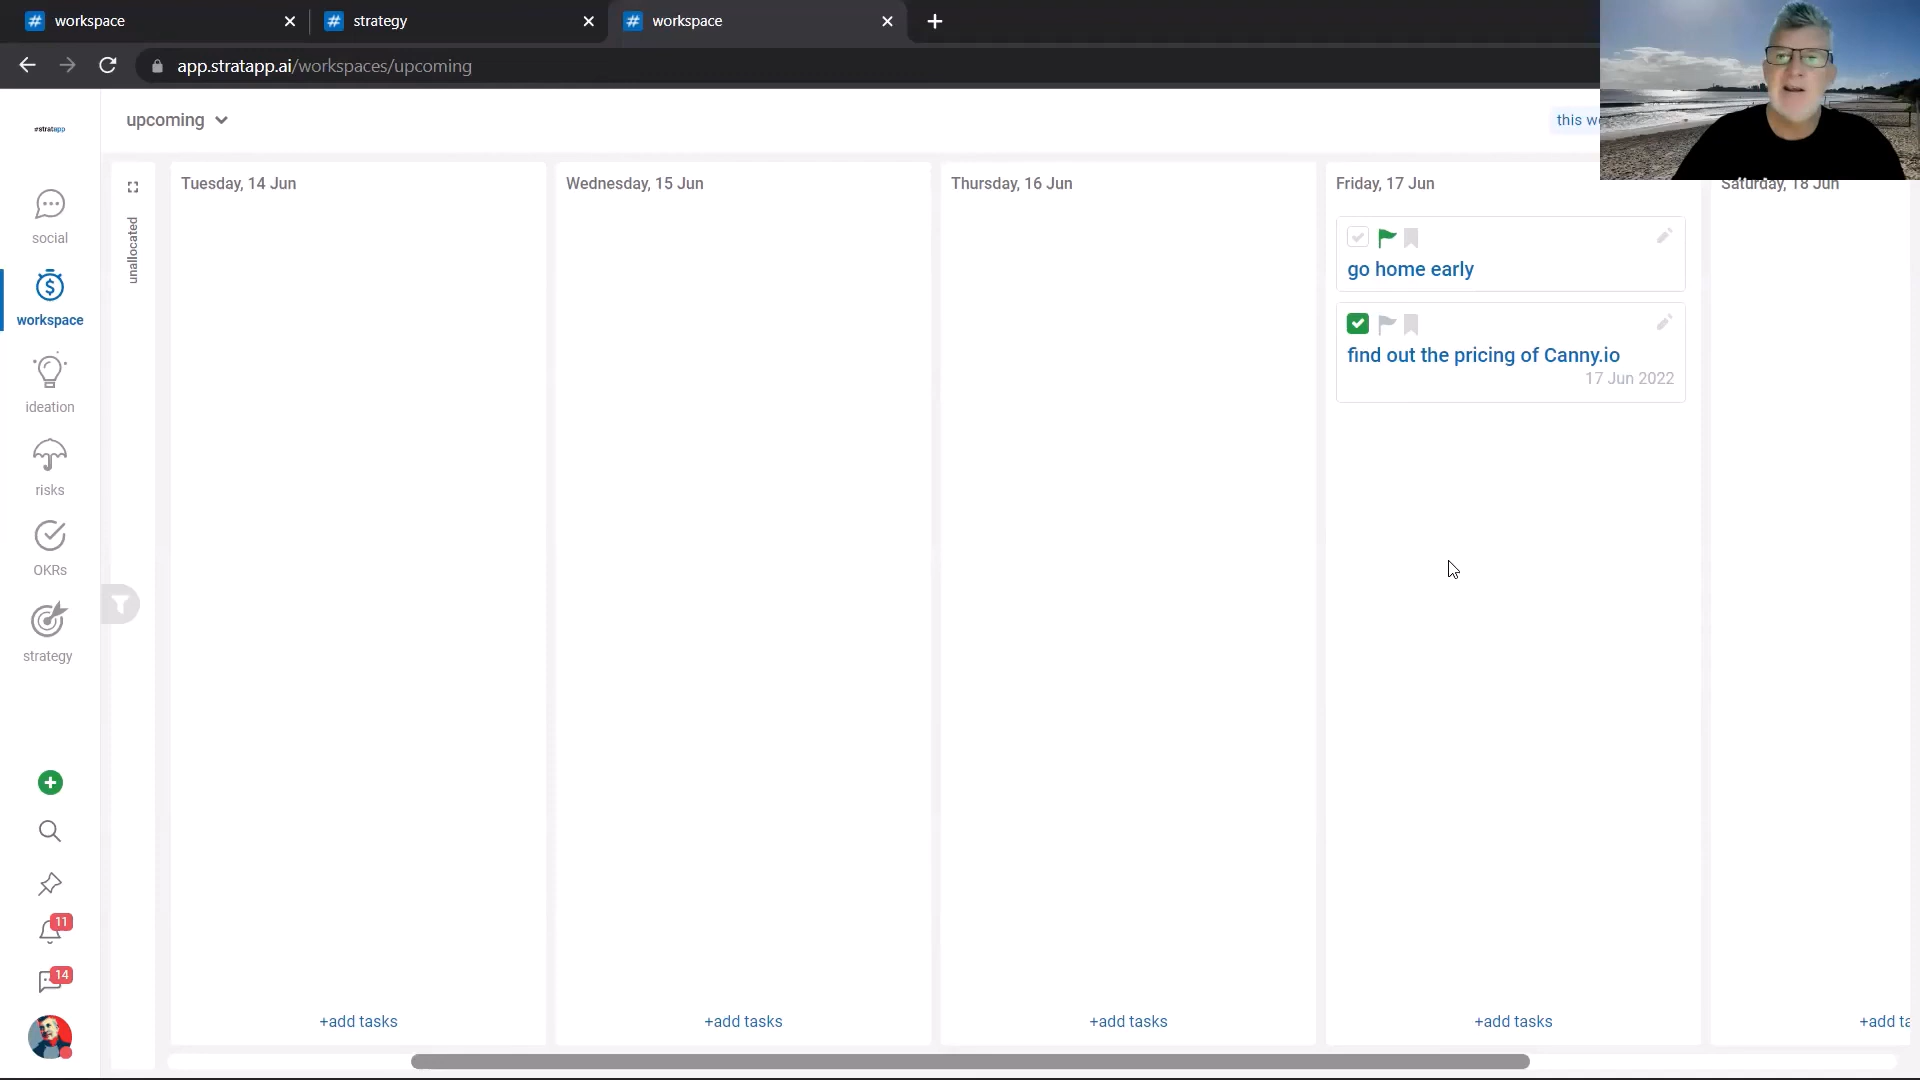 workspace
strategy
workspace
app.stratapp.ai/workspaces/upcoming
#stratapp
upcoming
this
social
workspace
ideation
risks
OKRs
strategy
11
14
unallocated
Tuesday, 14 Jun
Wednesday, 15 Jun
Thursday, 16 Jun
Friday, 17 Jun
Saturday, 18 Jun
go home early
find out the pricing of Canny.io
17 Jun 2022
+add tasks
+add tasks
+add tasks
+add tasks
+add